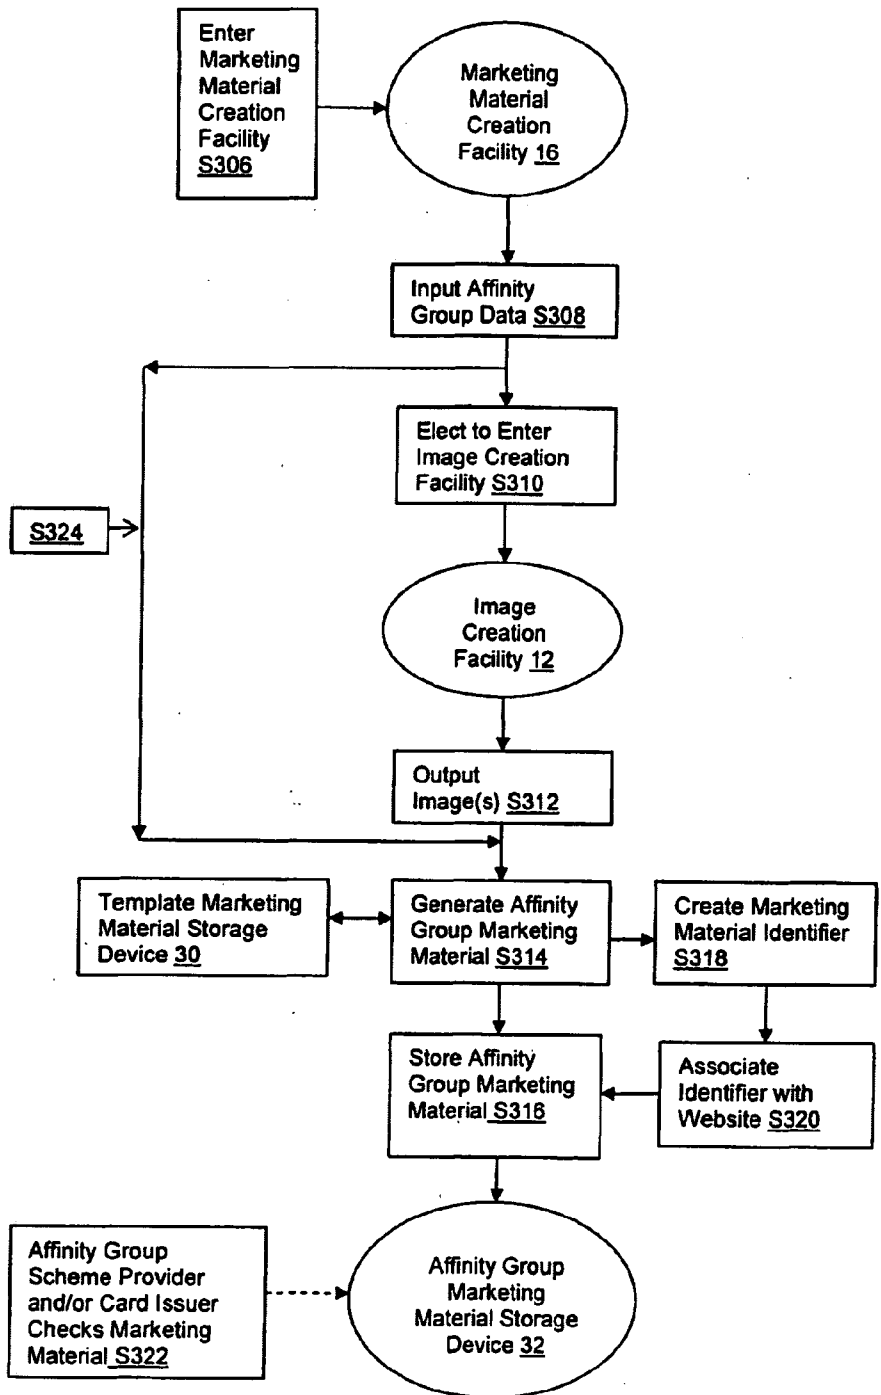 Enter
Marketing
Material
Creation
Facility
S306
Marketing
Material
Creation
Facility 16
Input Affinity
Group Data S308
Elect to Enter
Image Creation
Facility S310
S324
Image
Creation
Facility 12
Output
Image(s) S312
Template Marketing
Material Storage
Device 30
Generate Affinity
Group Marketing
Material S314
Create Marketing
Material Identifier
S318
Store Affinity
Group Marketing
Material S316
Associate
Identifier with
Website S320
Affinity Group
Scheme Provider
and/or Card Issuer
Checks Marketing
Material S322
Affinity Group
Marketing
Material Storage
Device 32